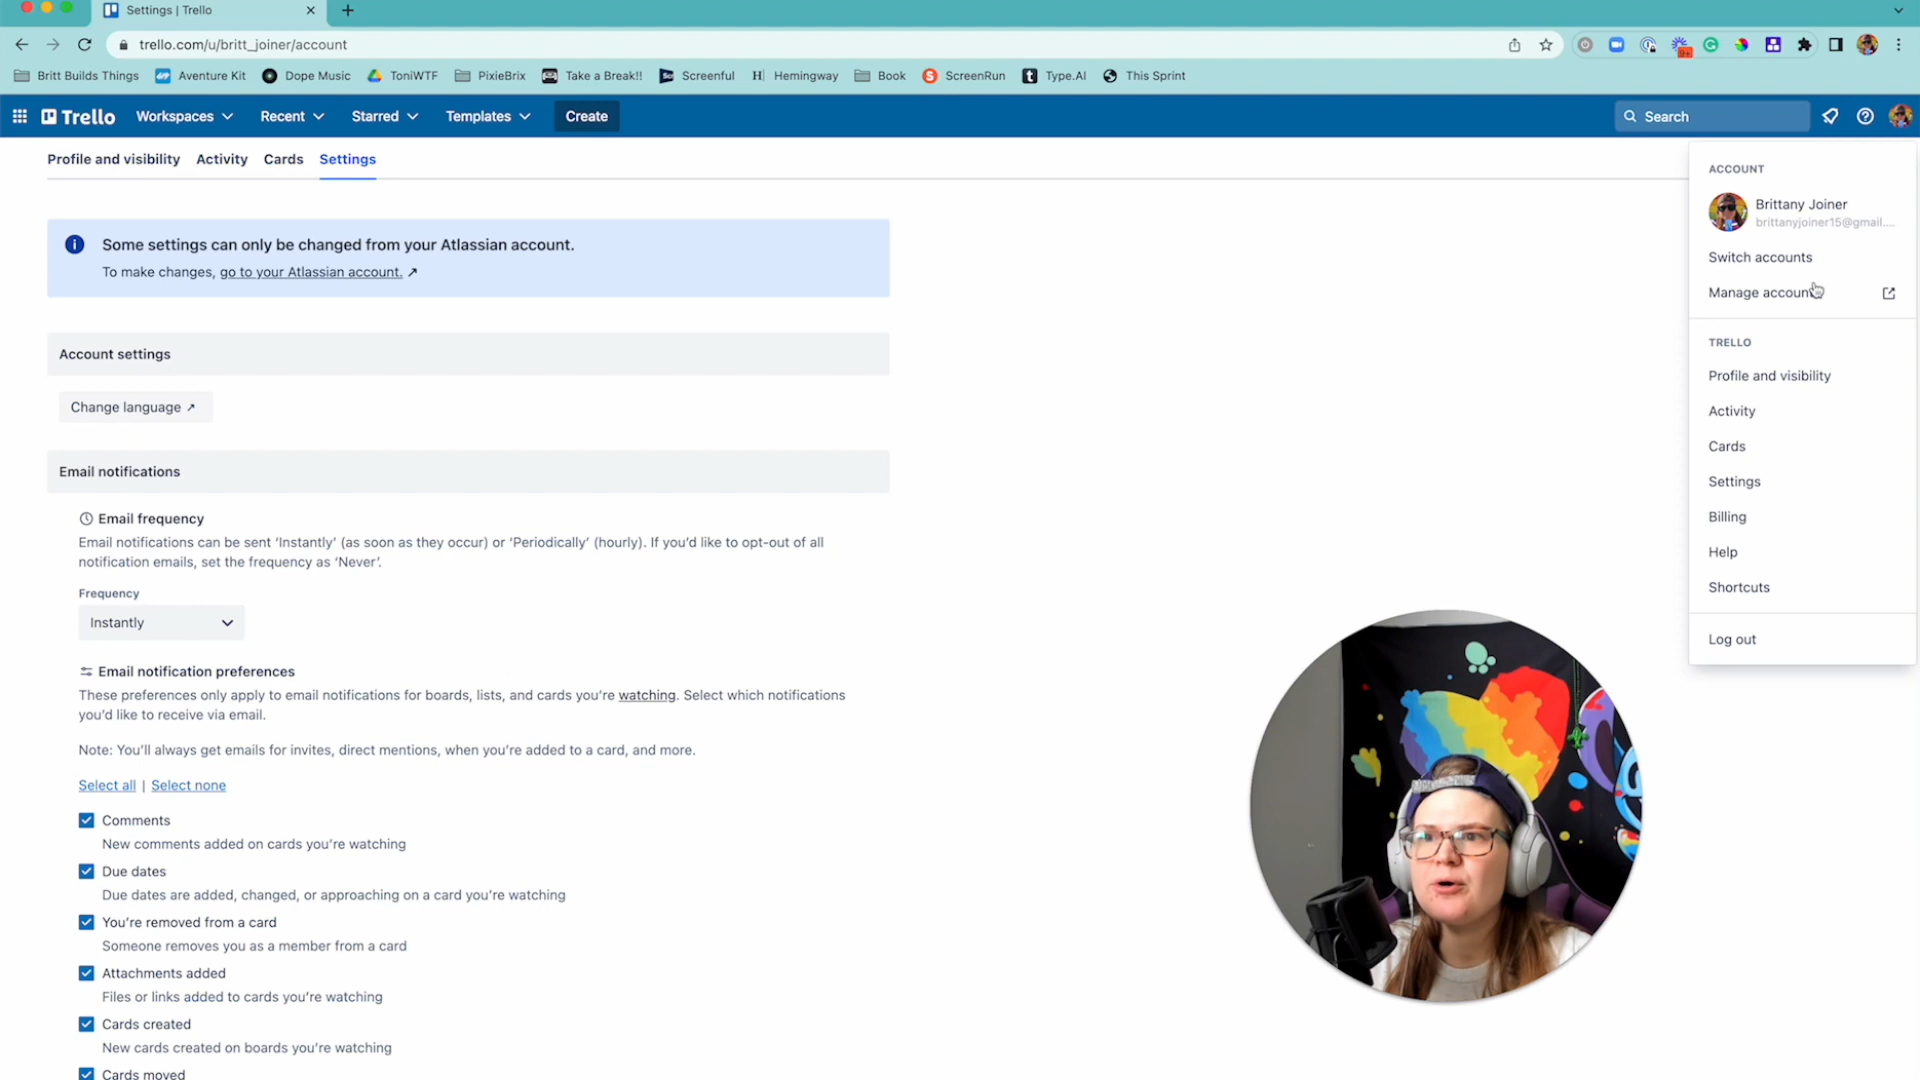 Settings | Trello
trello.com/u/britt_joiner/account
Britt Builds Things
Aventure Kit
Dope Music
ToniWTF
PixieBrix
Take a Break!!
Screenful
Hemingway
Book
ScreenRun
Type.AI
This Sprint
Trello
Workspaces
Recent
Starred
Templates
Create
Search
Profile and visibility
Activity
Cards
Settings
Some settings can only be changed from your Atlassian account.
To make changes, go to your Atlassian account. ↗
Account settings
Change language ↗
Email notifications
Email frequency
Email notifications can be sent ‘Instantly’ (as soon as they occur) or ‘Periodically’ (hourly). If you’d like to opt-out of all
notification emails, set the frequency as ‘Never’.
Frequency
Instantly
Email notification preferences
These preferences only apply to email notifications for boards, lists, and cards you’re watching. Select which notifications
you’d like to receive via email.
Note: You’ll always get emails for invites, direct mentions, when you’re added to a card, and more.
Select all | Select none
Comments
New comments added on cards you’re watching
Due dates
Due dates are added, changed, or approaching on a card you’re watching
You’re removed from a card
Someone removes you as a member from a card
Attachments added
Files or links added to cards you’re watching
Cards created
New cards created on boards you’re watching
Cards moved
ACCOUNT
Brittany Joiner
brittanyjoiner15@gmail....
Switch accounts
Manage account
TRELLO
Profile and visibility
Activity
Cards
Settings
Billing
Help
Shortcuts
Log out